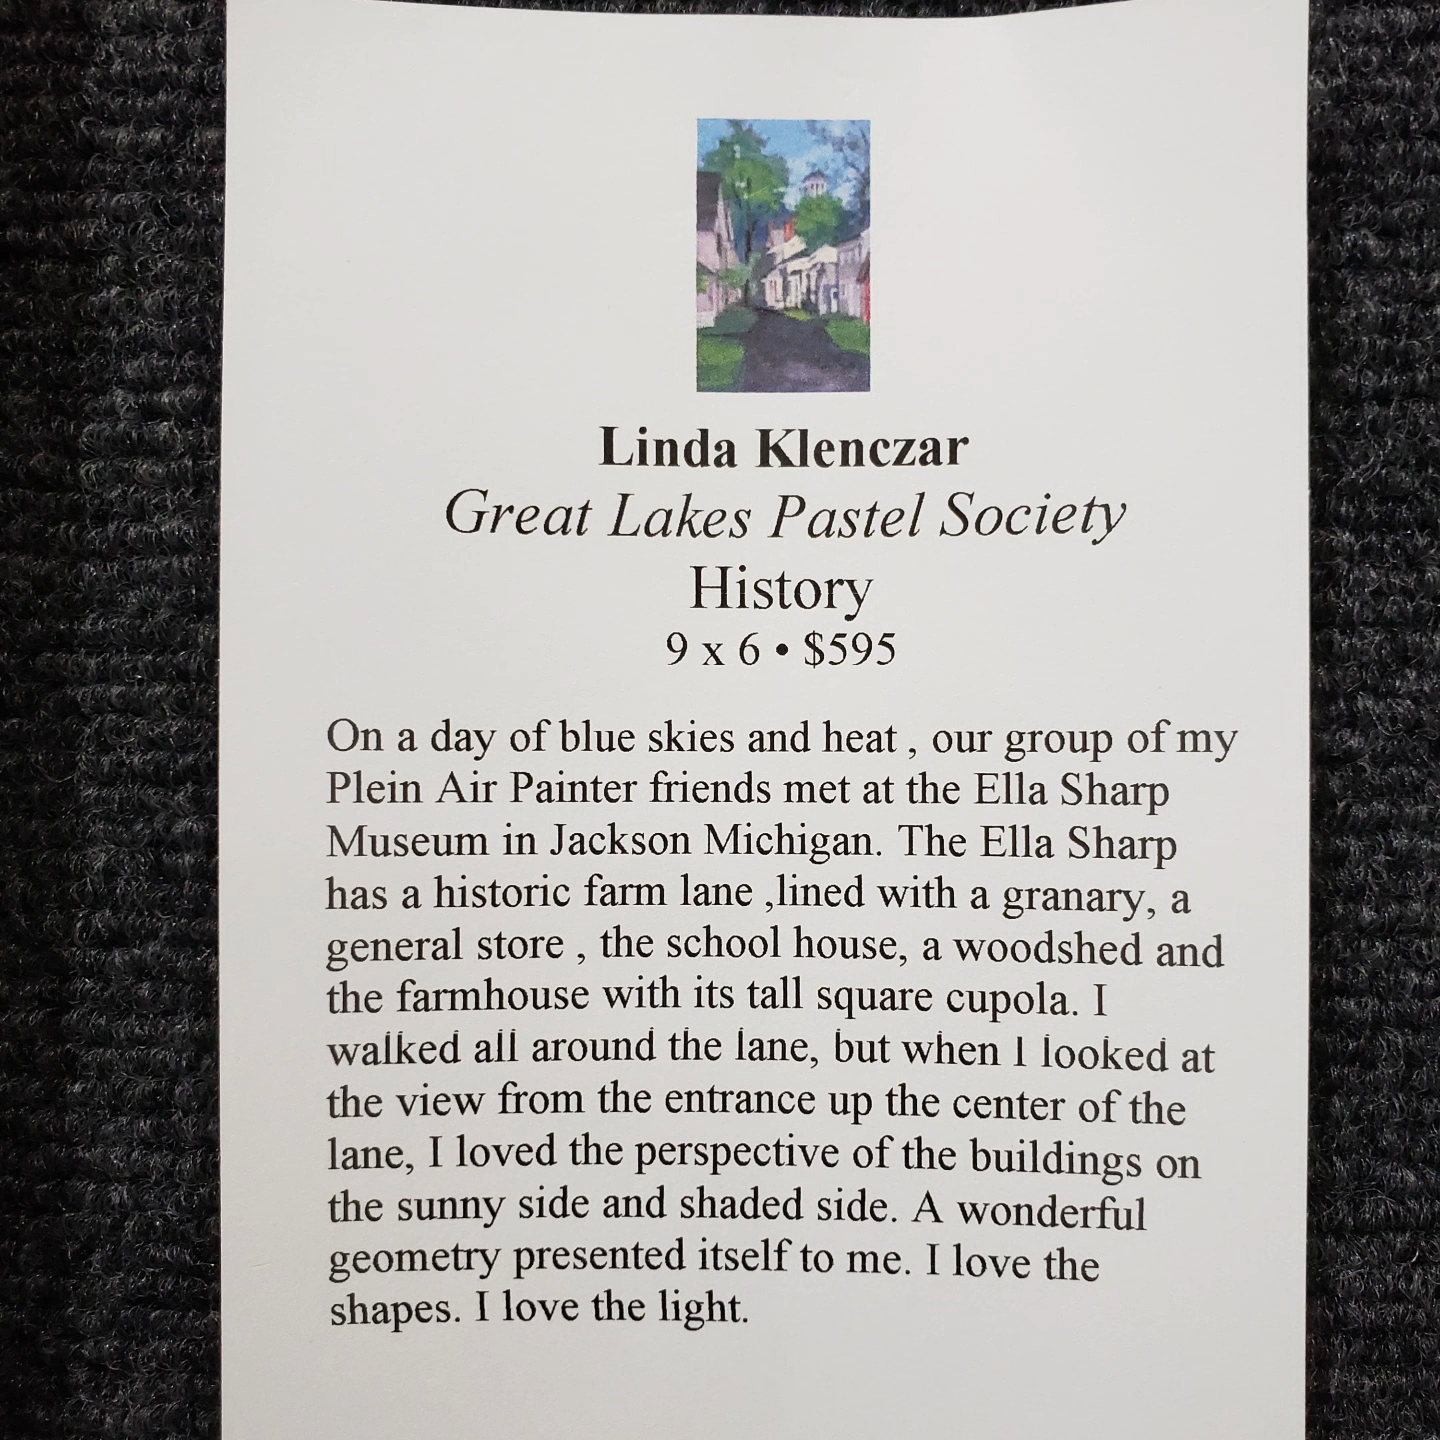 Linda Klenczar
Great Lakes Pastel Society
History
9 x 6 • $595
On a day of blue skies and heat , our group of my
Plein Air Painter friends met at the Ella Sharp
Museum in Jackson Michigan. The Ella Sharp
has a historic farm lane ,lined with a granary, a
general store , the school house, a woodshed and
the farmhouse with its tall square cupola. I
walked all around the lane, but when I looked at
the view from the entrance up the center of the
lane, I loved the perspective of the buildings on
the sunny side and shaded side. A wonderful
geometry presented itself to me. I love the
shapes. I love the light.